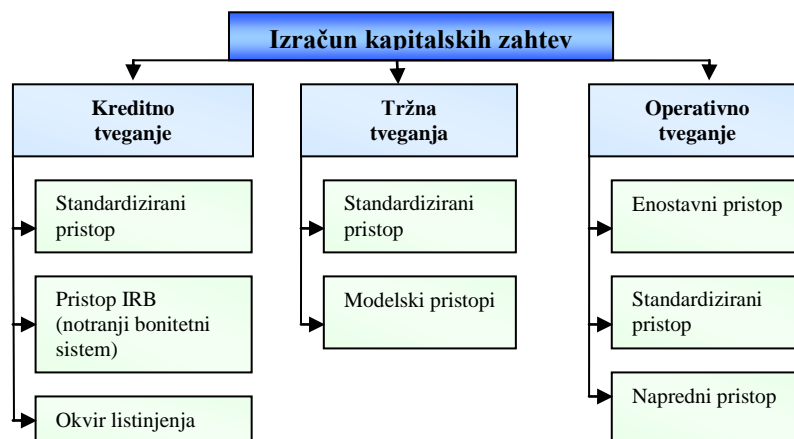 Izračun kapitalskih zahtev
Kreditno
tveganje
Standardizirani
pristop
Pristop IRB
(notranji bonitetni
sistem)
Okvir listinjenja
Tržna
tveganja
Standardizirani
pristop
Modelski pristopi
Operativno
tveganje
Enostavni pristop
Standardizirani
pristop
Napredni pristop